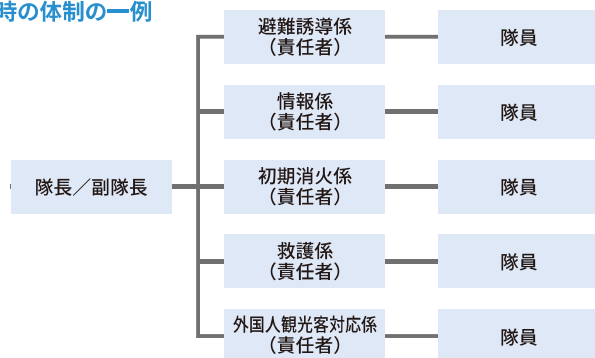 時の体制の一例
避難誘導係
（責任者）
隊員
情報係
（責任者）
隊員
隊長／副隊長
初期消火係
（責任者）
隊員
救護係
（責任者）
隊員
外国人観光客対応係
（責任者）
隊員